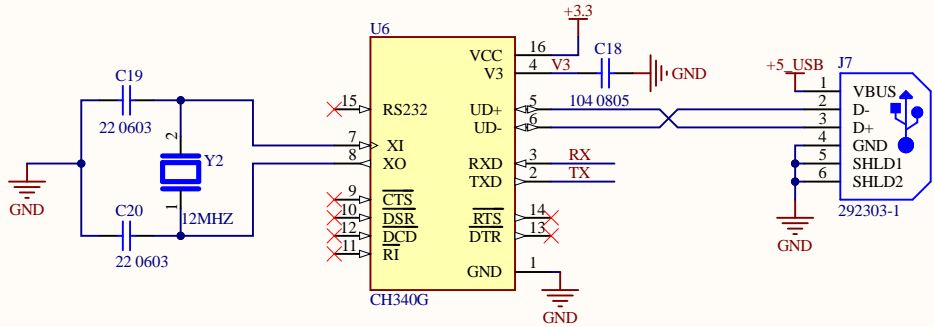 +3.3
U6
VCC 16
V3 4 V3
C18
GND
104 0805
15 RS232
UD+ 5
UD- 6
7 XI
8 XO
RXD 3 RX
TXD 2 TX
9 CTS
10 DSR
12 DCD
11 RI
RTS 14
DTR 13
GND 1
GND
CH340G
C19
22 0603
2
Y2
1
12MHZ
C20
22 0603
GND
+5_USB
J7
1 VBUS
2 D-
3 D+
4 GND
5 SHLD1
6 SHLD2
292303-1
GND